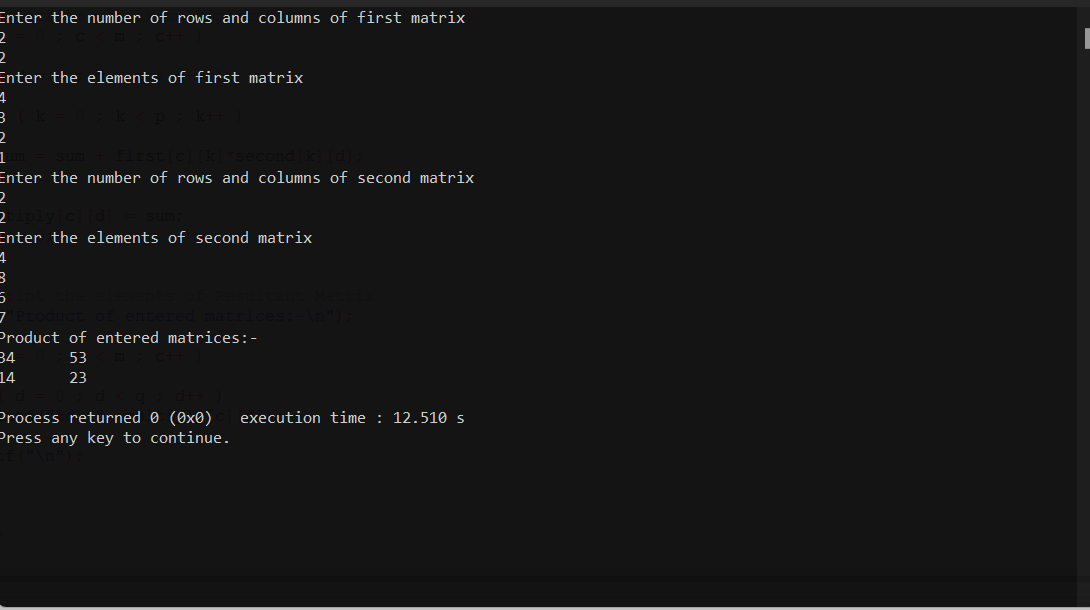 Enter the number of rows and columns of first matrix
2
2
Enter the elements of first matrix
4
3
2
1
Enter the number of rows and columns of second matrix
2
2
Enter the elements of second matrix
4
8
6
7
Product of entered matrices:-
34 53
14 23
Process returned 0 (0x0) execution time : 12.510 s
Press any key to continue.